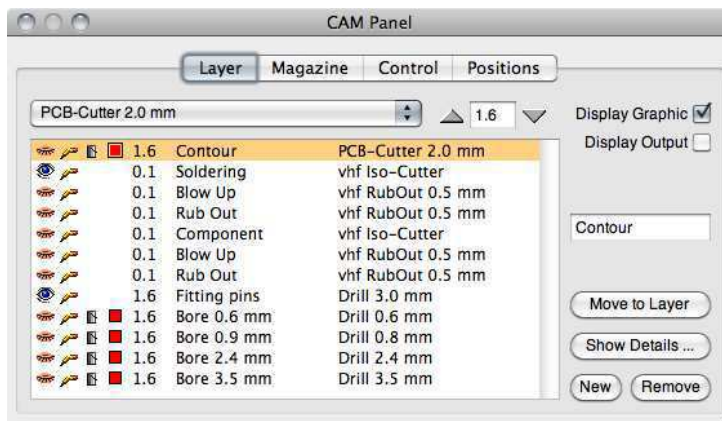 CAM Panel
Layer Magazine Control Positions
PCB-Cutter 2.0 mm 1.6 Display Graphic
Display Output
1.6 Contour PCB-Cutter 2.0 mm
0.1 Soldering vhf Iso-Cutter
0.1 Blow Up vhf RubOut 0.5 mm
0.1 Rub Out vhf RubOut 0.5 mm
0.1 Component vhf Iso-Cutter
0.1 Blow Up vhf RubOut 0.5 mm
0.1 Rub Out vhf RubOut 0.5 mm
1.6 Fitting pins Drill 3.0 mm
1.6 Bore 0.6 mm Drill 0.6 mm
1.6 Bore 0.9 mm Drill 0.8 mm
1.6 Bore 2.4 mm Drill 2.4 mm
1.6 Bore 3.5 mm Drill 3.5 mm
Contour
Move to Layer
Show Details ...
New Remove